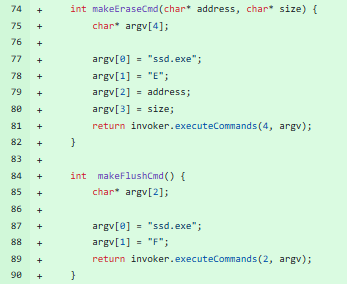 74 + int makeEraseCmd(char* address, char* size) {
75 + char* argv[4];
76 +
77 + argv[0] = "ssd.exe";
78 + argv[1] = "E";
79 + argv[2] = address;
80 + argv[3] = size;
81 + return invoker.executeCommands(4, argv);
82 + }
83 +
84 + int  makeFlushCmd() {
85 + char* argv[2];
86 +
87 + argv[0] = "ssd.exe";
88 + argv[1] = "F";
89 + return invoker.executeCommands(2, argv);
90 + }